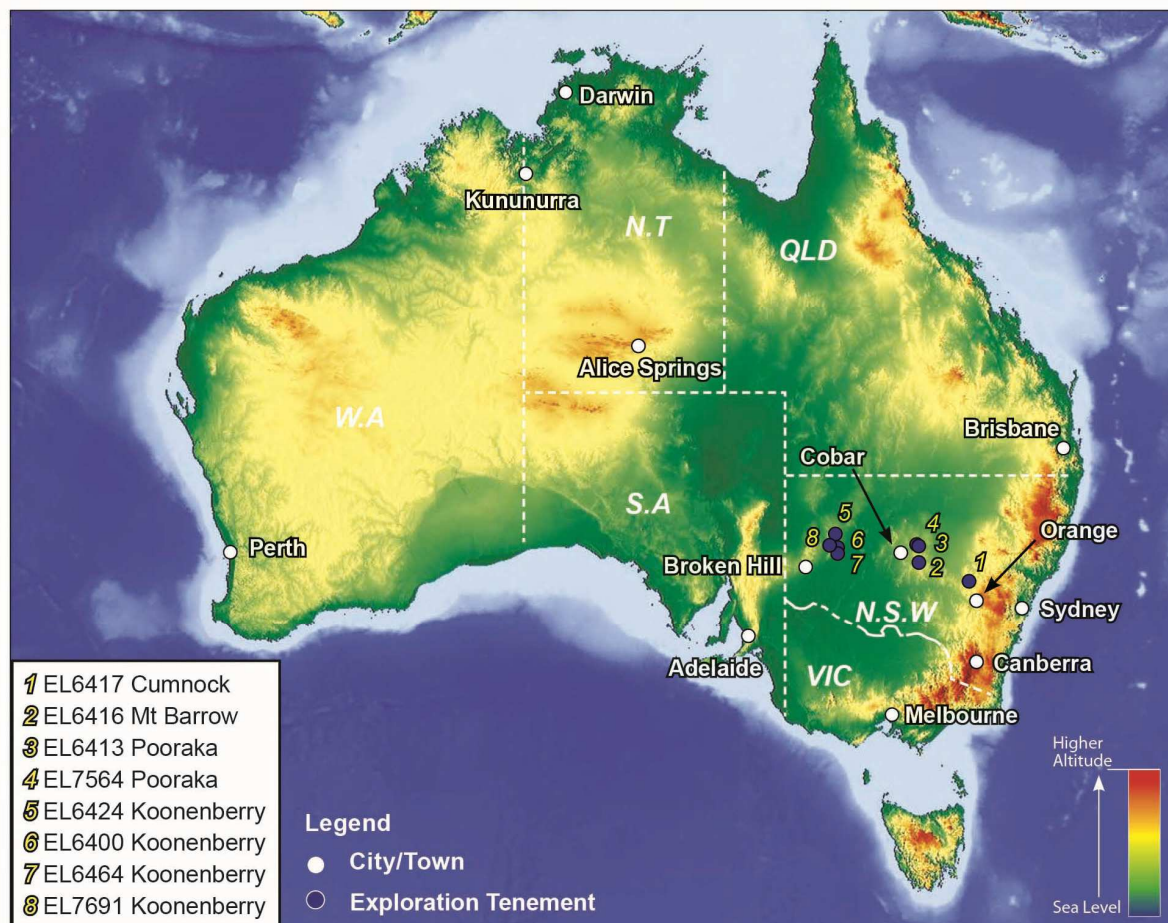 Darwin
Kununurra
N.T
QLD
Alice Springs
W.A
Brisbane
Cobar
S.A
5
4
Orange
8
6
3
Perth
Broken Hill
7
2
1
N.S.W
Sydney
Adelaide
VIC
Canberra
Melbourne
1 EL6417 Cumnock
2 EL6416 Mt Barrow
3 EL6413 Pooraka
4 EL7564 Pooraka
5 EL6424 Koonenberry
6 EL6400 Koonenberry
7 EL6464 Koonenberry
8 EL7691 Koonenberry
Legend
City/Town
Exploration Tenement
Higher
Altitude
Sea Level